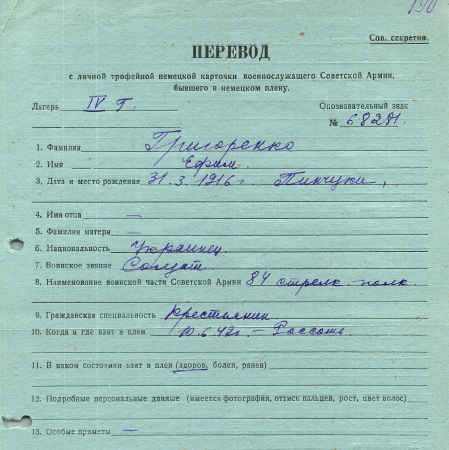 190
Сов. секретно.
ПЕРЕВОД
с личной трофейной немецкой карточки военнослужащего Советской Армии,
бывшего в немецком плену.
Лагерь IV Г. Опознавательный знак
№ 68291.
1. Фамилия Григоренко
2. Имя Ефим.
3. Дата и место рождения 31.3.1916г. Пинчуки,
4. Имя отца —
5. Фамилия матери —
6. Национальность Украинец.
7. Воинское звание Солдат
8. Наименование воинской части Советской Армии 84 стрелк. полк.
9. Гражданская специальность крестьянин
10. Когда и где взят в плен 10.6.42г. – Россошь.
11. В каком состоянии взят в плен (здоров, болен, ранен)
12. Подробные персональные данные (имеется фотография, оттиск пальцев, рост, цвет волос)
13. Особые приметы —